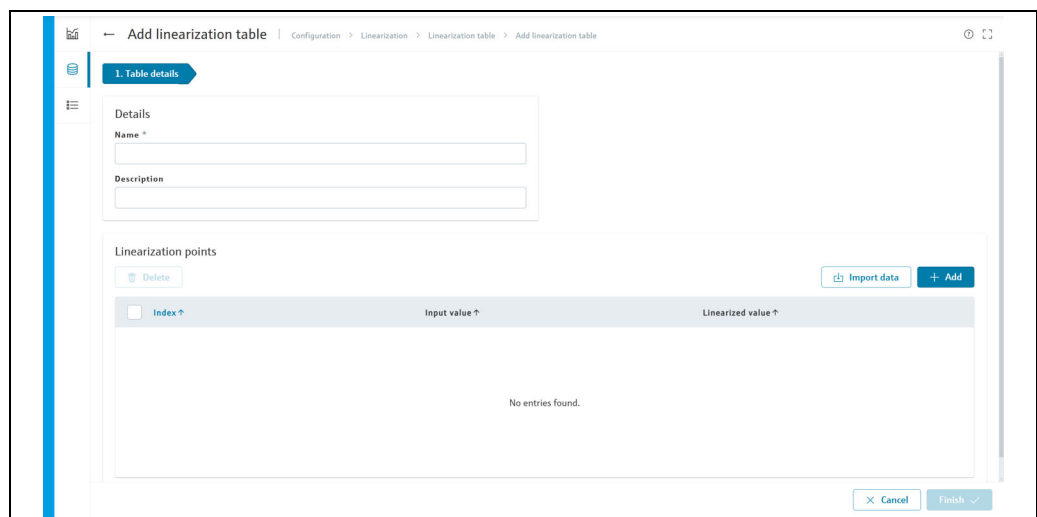 ← Add linearization table | Configuration > Linearization > Linearization table > Add linearization table
1. Table details
Details
Name *
Description
Linearization points
Delete
Import data
+ Add
Index ↑ Input value ↑ Linearized value ↑
No entries found.
× Cancel
Finish ✓